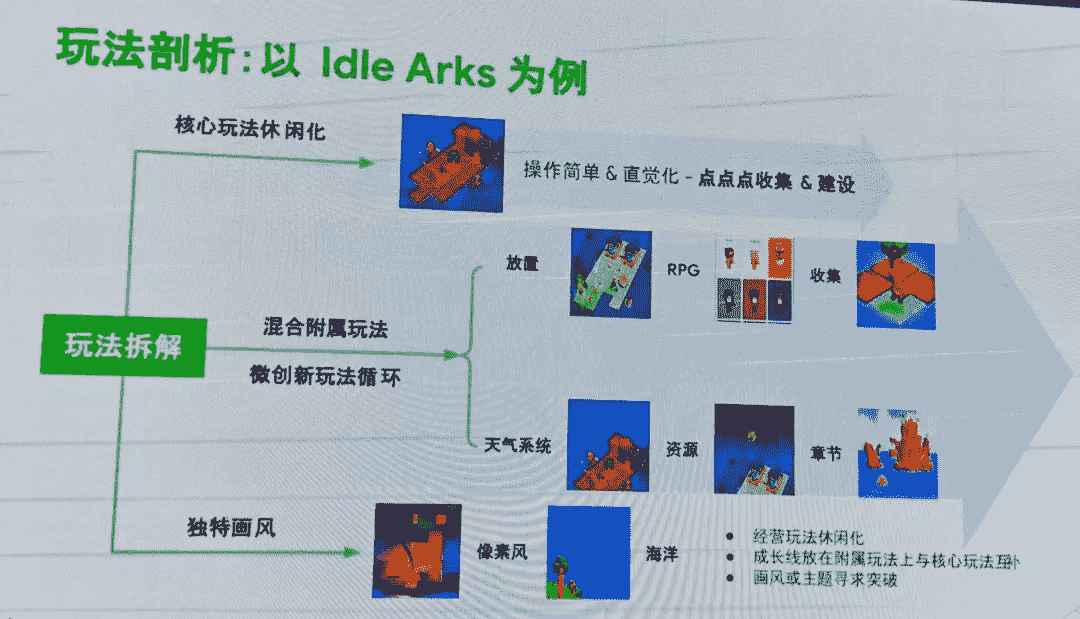 玩法剖析:以 Idle Arks 为例
核心玩法休闲化
操作简单 & 直觉化 - 点点点收集 & 建设
放置
RPG
收集
玩法拆解
混合附属玩法
微创新玩法循环
天气系统
资源
章节
独特画风
像素风
海洋
• 经营玩法休闲化
• 成长线放在附属玩法上与核心玩法互补
• 画风或主题寻求突破